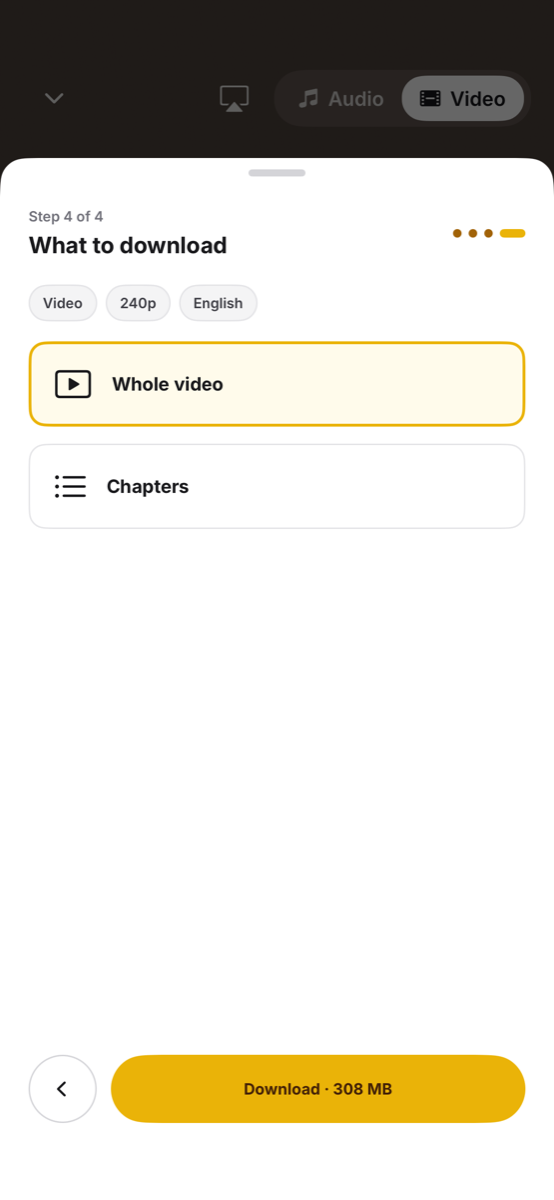 Audio Video
Step 4 of 4
What to download
Video 240p English
Whole video
Chapters
Download · 308 MB